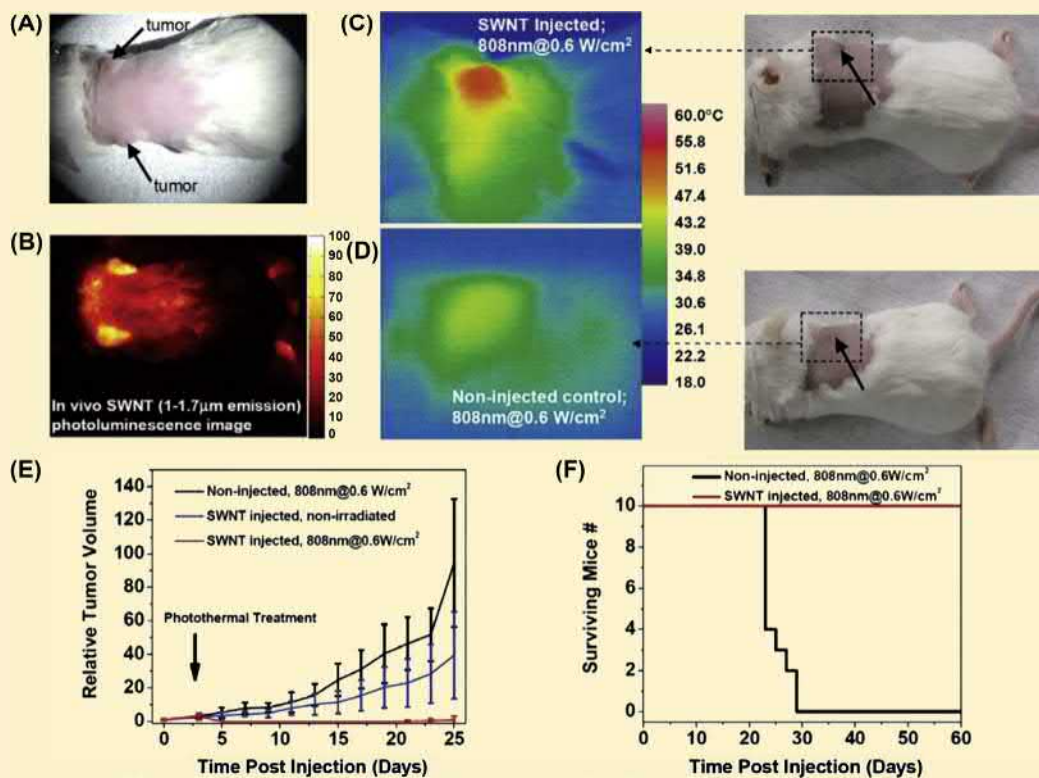 (A)
tumor
tumor
(B)
100
90
80
70
60
50
40
30
20
10
0
In vivo SWNT (1-1.7μm emission)
photoluminescence image
(C)
SWNT Injected;
808nm@0.6 W/cm²
(D)
Non-injected control;
808nm@0.6 W/cm²
60.0°C
55.8
51.6
47.4
43.2
39.0
34.8
30.6
26.1
22.2
18.0
(E)
Relative Tumor Volume
140
120
100
80
60
40
20
0
Non-injected, 808nm@0.6 W/cm²
SWNT injected, non-irradiated
SWNT injected, 808nm@0.6W/cm²
Photothermal Treatment
0 5 10 15 20 25
Time Post Injection (Days)
(F)
Surviving Mice #
10
8
6
4
2
0
Non-injected, 808nm@0.6W/cm²
SWNT injected, 808nm@0.6W/cm²
0 10 20 30 40 50 60
Time Post Injection (Days)